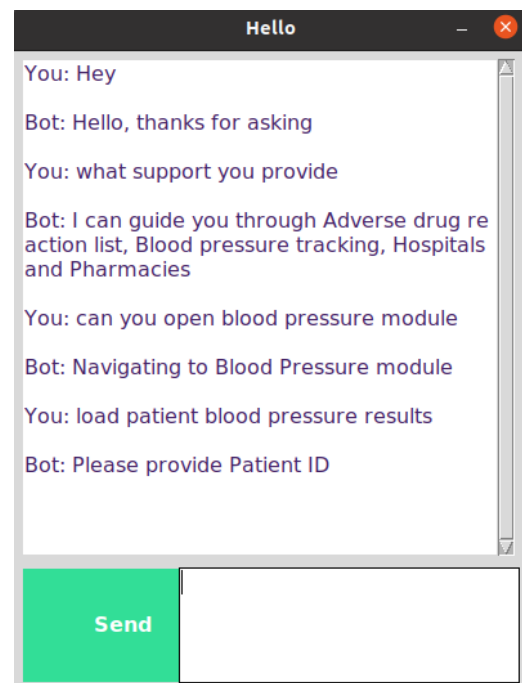 Hello
You: Hey
Bot: Hello, thanks for asking
You: what support you provide
Bot: I can guide you through Adverse drug re
action list, Blood pressure tracking, Hospitals
and Pharmacies
You: can you open blood pressure module
Bot: Navigating to Blood Pressure module
You: load patient blood pressure results
Bot: Please provide Patient ID
Send